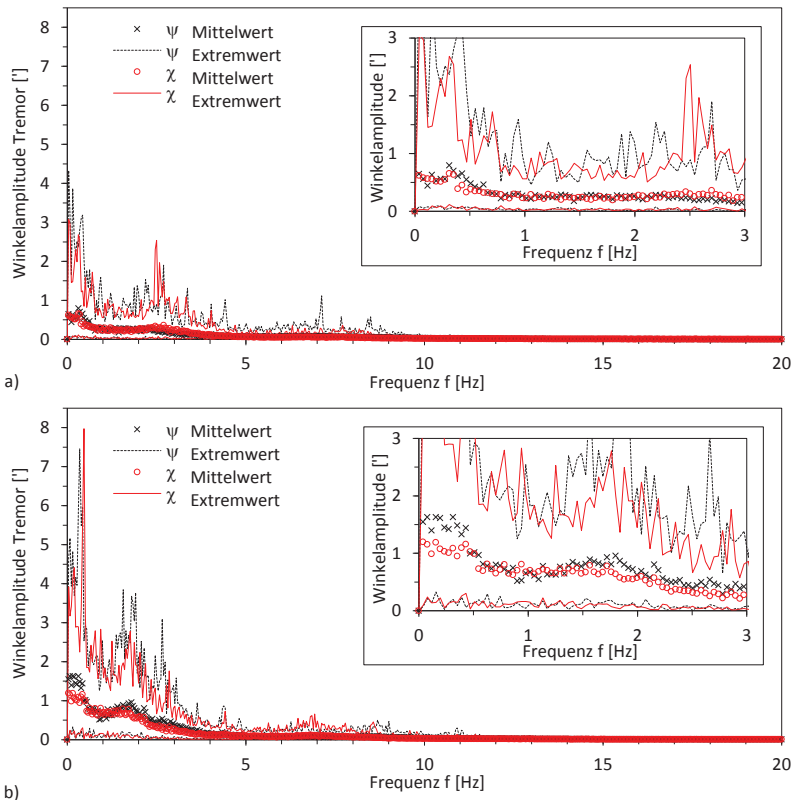 8
7
6
5
4
3
2
1
0
Winkelamplitude Tremor [']
ψ Mittelwert
ψ Extremwert
χ Mittelwert
χ Extremwert
3
2
1
0
Winkelamplitude [']
0 1 2 3
Frequenz f [Hz]
0 5 10 15 20
Frequenz f [Hz]
a)
8
7
6
5
4
3
2
1
0
Winkelamplitude Tremor [']
ψ Mittelwert
ψ Extremwert
χ Mittelwert
χ Extremwert
3
2
1
0
Winkelamplitude [']
0 1 2 3
Frequenz f [Hz]
0 5 10 15 20
Frequenz f [Hz]
b)